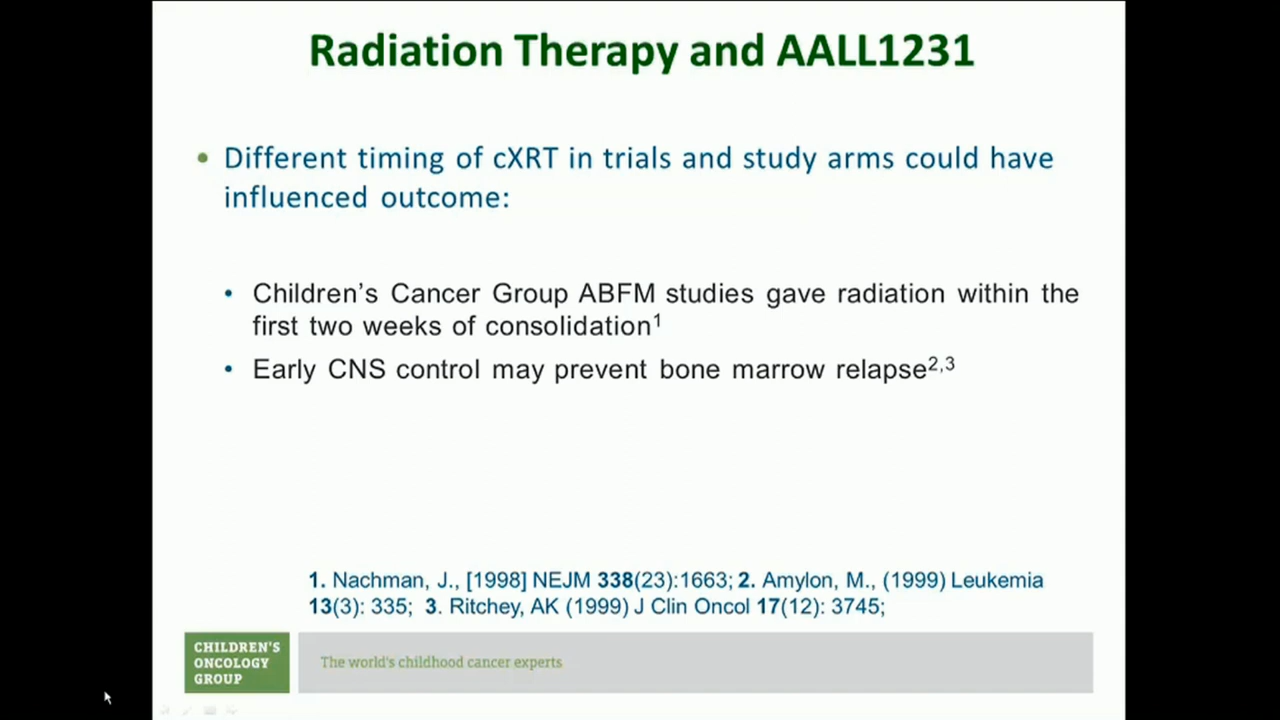 Radiation Therapy and AALL1231
• Different timing of cXRT in trials and study arms could have
influenced outcome:
• Children's Cancer Group ABFM studies gave radiation within the
first two weeks of consolidation¹
• Early CNS control may prevent bone marrow relapse²,³
1. Nachman, J., [1998] NEJM 338(23):1663; 2. Amylon, M., (1999) Leukemia
13(3): 335; 3. Ritchey, AK (1999) J Clin Oncol 17(12): 3745;
CHILDREN'S
ONCOLOGY
GROUP
The world's childhood cancer experts